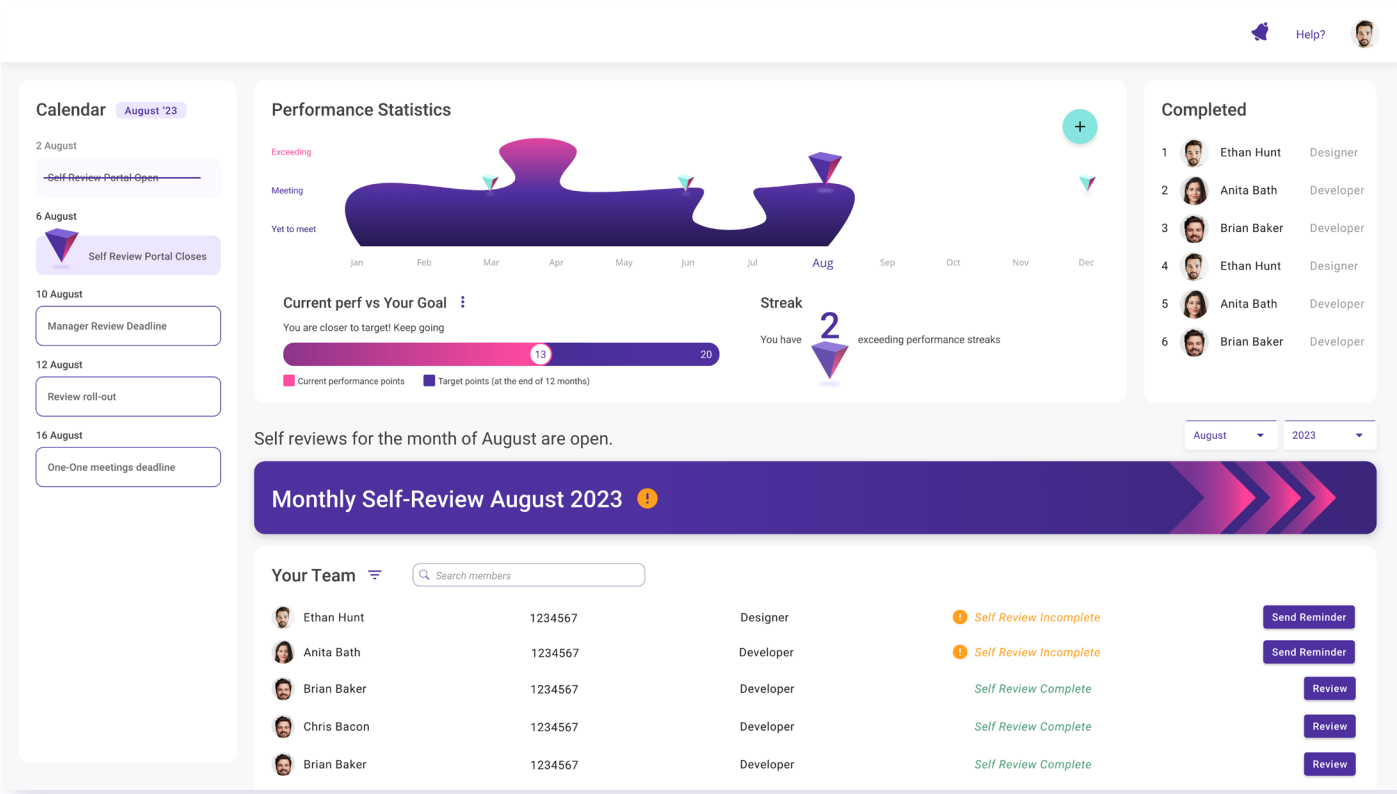 Help?
Calendar August '23
2 August
Self Review Portal Open
6 August
Self Review Portal Closes
10 August
Manager Review Deadline
12 August
Review roll-out
16 August
One-One meetings deadline
Performance Statistics
+
Exceeding
Meeting
Yet to meet
Jan Feb Mar Apr May Jun Jul Aug Sep Oct Nov Dec
Current perf vs Your Goal
You are closer to target! Keep going
13 20
Current performance points Target points (at the end of 12 months)
Streak
You have 2 exceeding performance streaks
Completed
1 Ethan Hunt Designer
2 Anita Bath Developer
3 Brian Baker Developer
4 Ethan Hunt Designer
5 Anita Bath Developer
6 Brian Baker Developer
Self reviews for the month of August are open.
August 2023
Monthly Self-Review August 2023 !
Your Team Search members
Ethan Hunt 1234567 Designer ! Self Review Incomplete Send Reminder
Anita Bath 1234567 Developer ! Self Review Incomplete Send Reminder
Brian Baker 1234567 Developer Self Review Complete Review
Chris Bacon 1234567 Developer Self Review Complete Review
Brian Baker 1234567 Developer Self Review Complete Review